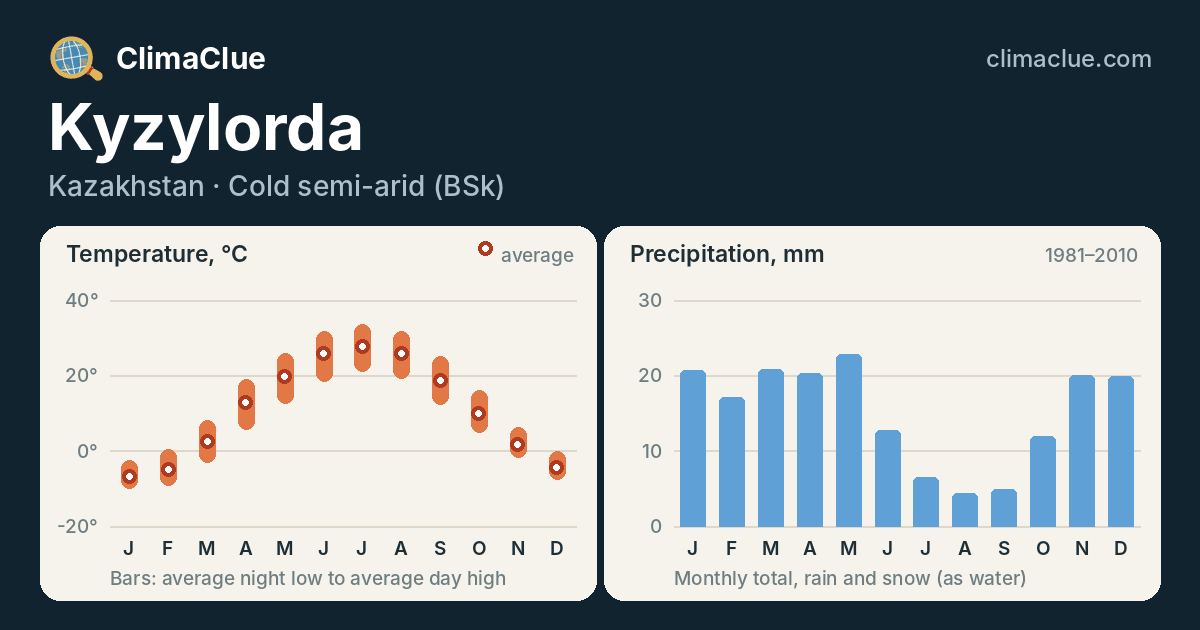 ClimaClue
climaclue.com
Kyzylorda
Kazakhstan · Cold semi-arid (BSk)
Temperature, °C
average
40°
20°
0°
-20°
J F M A M J J A S O N D
Bars: average night low to average day high
Precipitation, mm
1981–2010
30
20
10
0
J F M A M J J A S O N D
Monthly total, rain and snow (as water)